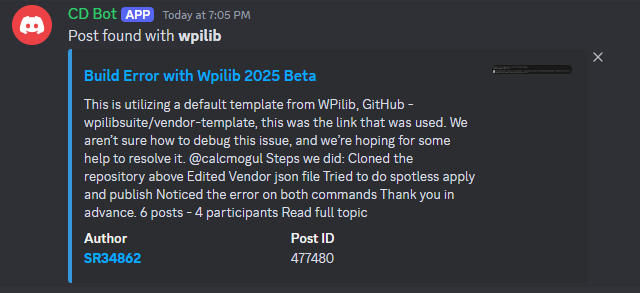 CD Bot APP Today at 7:05 PM
Post found with wpilib
Build Error with Wpilib 2025 Beta
This is utilizing a default template from WPilib, GitHub -
wpilibsuite/vendor-template, this was the link that was used. We
aren’t sure how to debug this issue, and we’re hoping for some
help to resolve it. @calcmogul Steps we did: Cloned the
repository above Edited Vendor json file Tried to do spotless apply
and publish Noticed the error on both commands Thank you in
advance. 6 posts - 4 participants Read full topic
Author Post ID
SR34862 477480